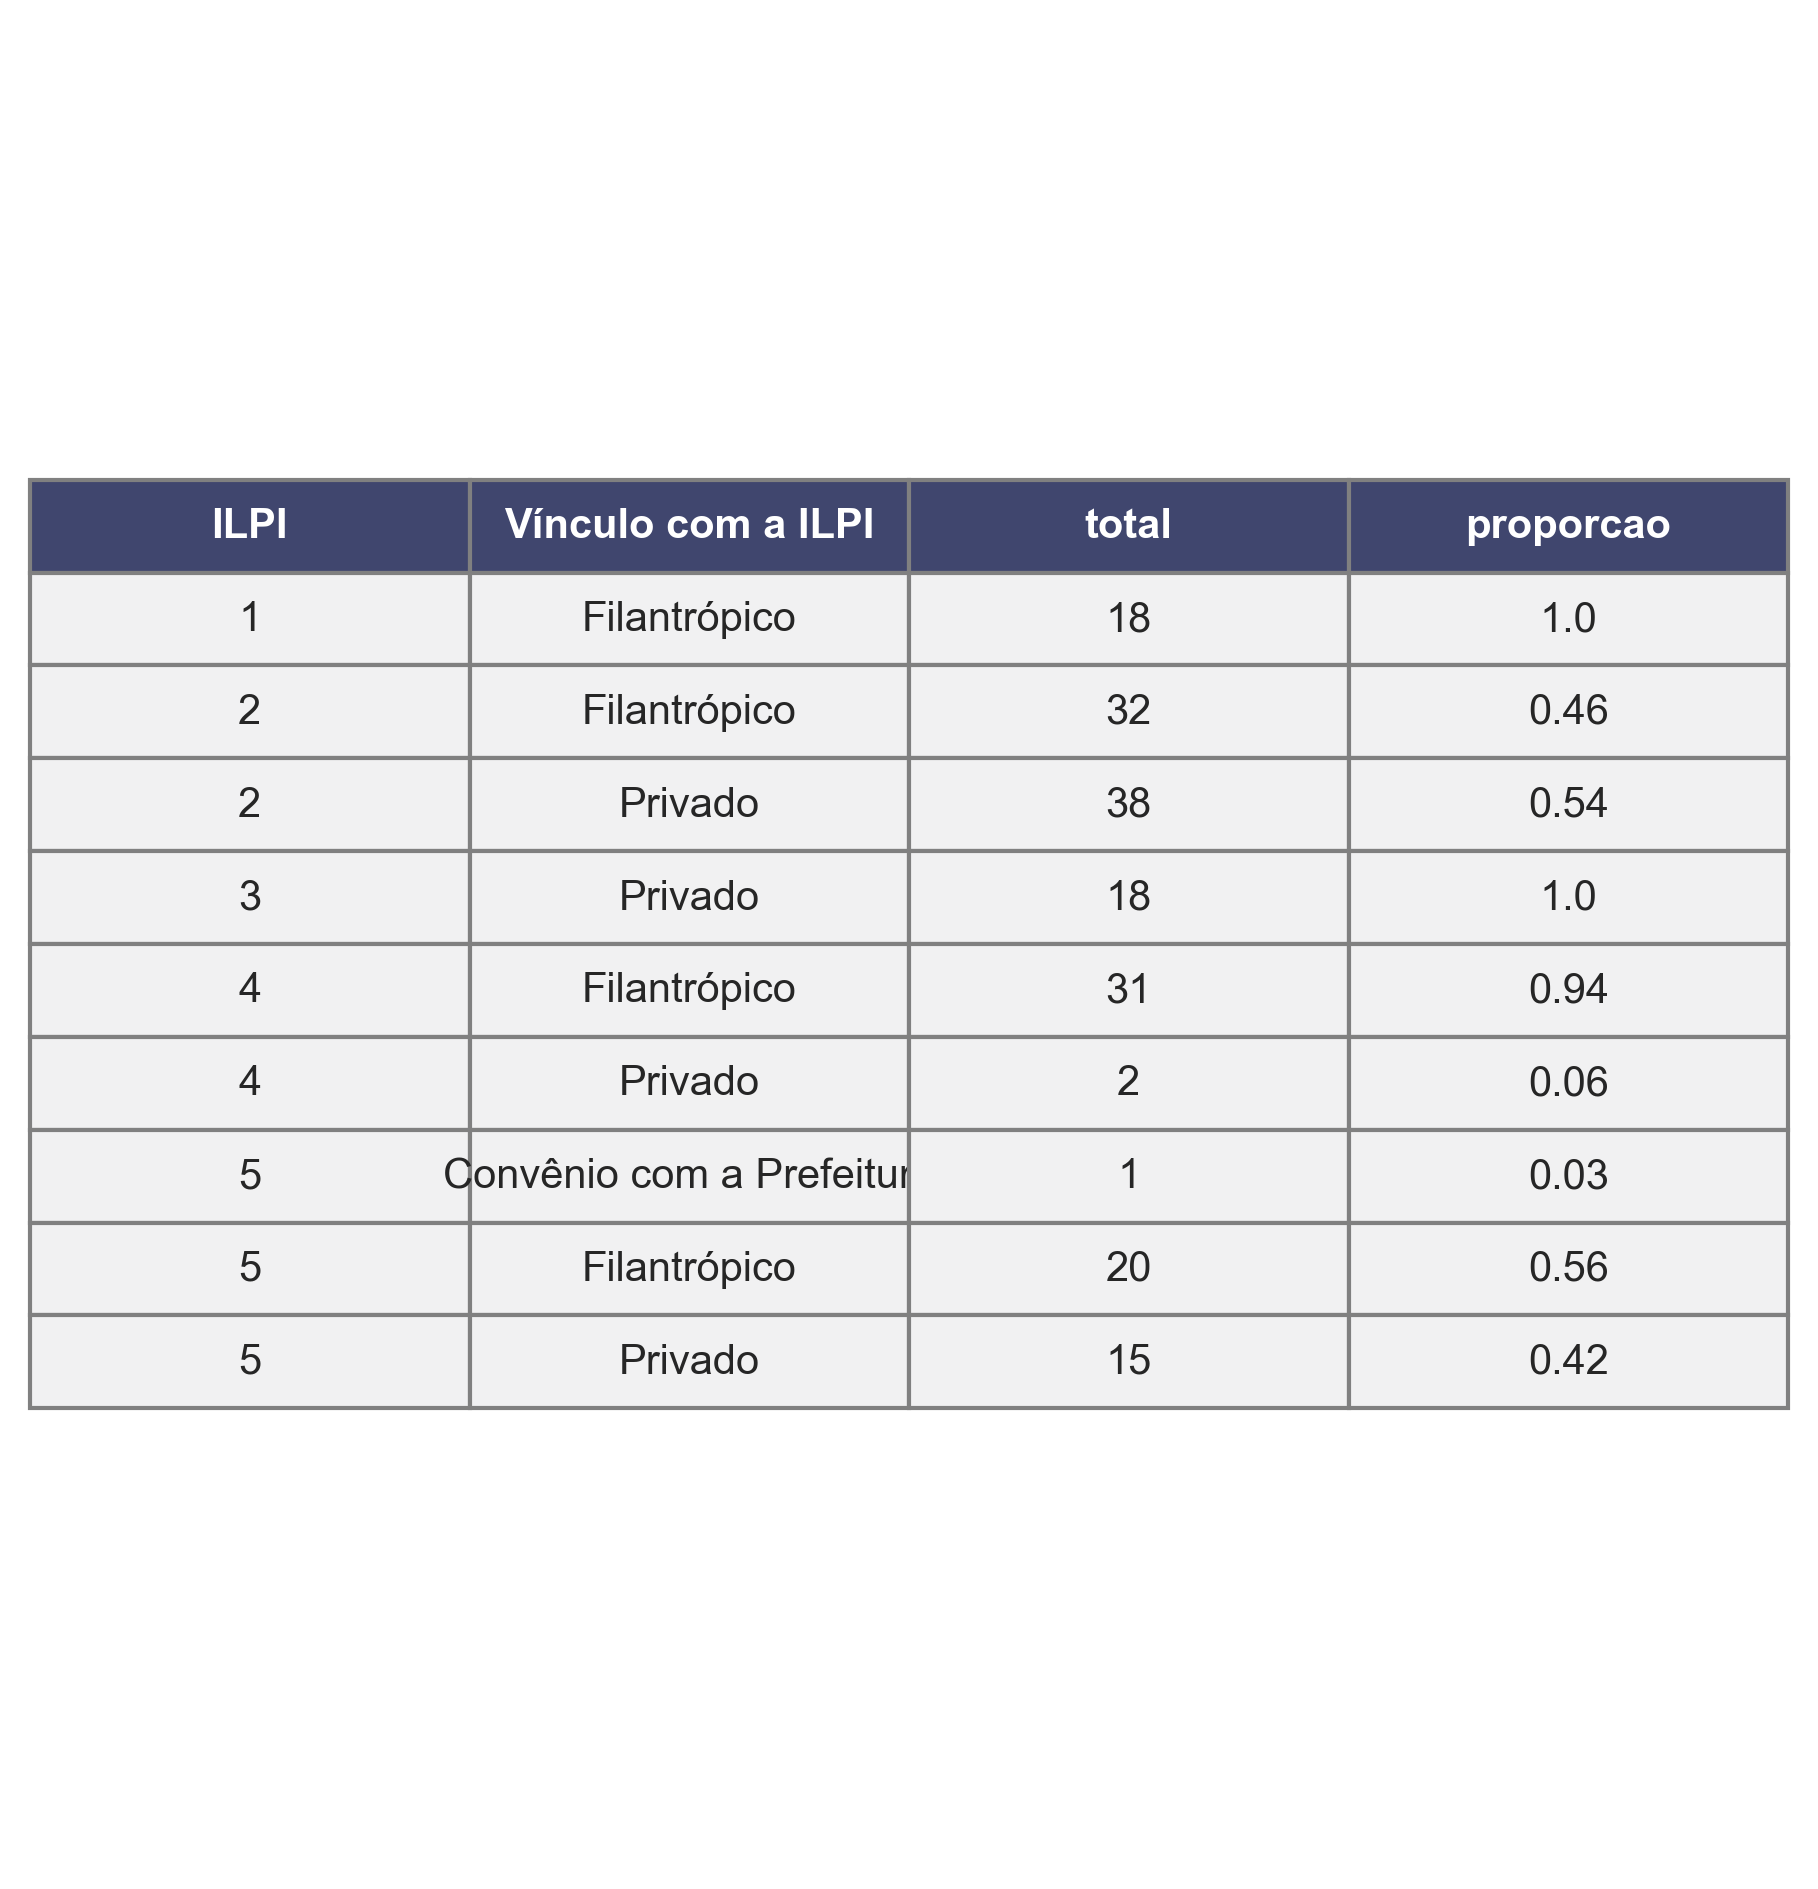 ILPI Vínculo com a ILPI total proporcao
1 Filantrópico 18 1.0
2 Filantrópico 32 0.46
2 Privado 38 0.54
3 Privado 18 1.0
4 Filantrópico 31 0.94
4 Privado 2 0.06
5 Convênio com a Prefeitur 1 0.03
5 Filantrópico 20 0.56
5 Privado 15 0.42